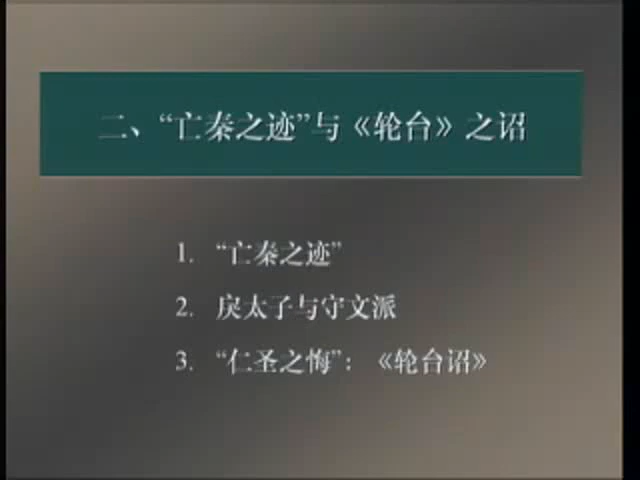 二、“亡秦之迹”与《轮台》之诏
1. “亡秦之迹”
2. 戾太子与守文派
3. “仁圣之悔”：《轮台诏》